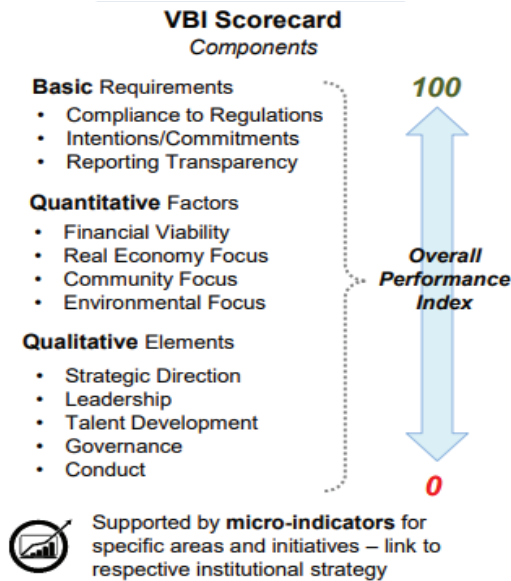 VBI Scorecard
Components
Basic Requirements
• Compliance to Regulations
• Intentions/Commitments
• Reporting Transparency
Quantitative Factors
• Financial Viability
• Real Economy Focus
• Community Focus
• Environmental Focus
Qualitative Elements
• Strategic Direction
• Leadership
• Talent Development
• Governance
• Conduct
100
Overall
Performance
Index
0
Supported by micro-indicators for
specific areas and initiatives – link to
respective institutional strategy